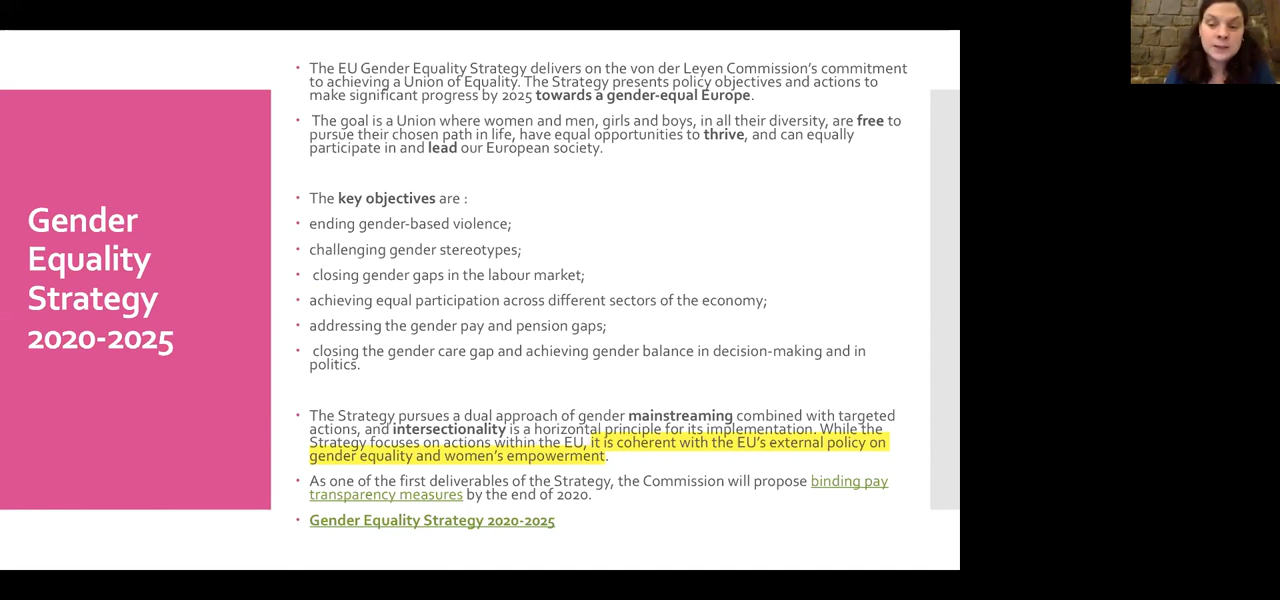 Gender
Equality
Strategy
2020-2025
• The EU Gender Equality Strategy delivers on the von der Leyen Commission's commitment
to achieving a Union of Equality. The Strategy presents policy objectives and actions to
make significant progress by 2025 towards a gender-equal Europe.
• The goal is a Union where women and men, girls and boys, in all their diversity, are free to
pursue their chosen path in life, have equal opportunities to thrive, and can equally
participate in and lead our European society.
• The key objectives are :
• ending gender-based violence;
• challenging gender stereotypes;
• closing gender gaps in the labour market;
• achieving equal participation across different sectors of the economy;
• addressing the gender pay and pension gaps;
• closing the gender care gap and achieving gender balance in decision-making and in
politics.
• The Strategy pursues a dual approach of gender mainstreaming combined with targeted
actions, and intersectionality is a horizontal principle for its implementation. While the
Strategy focuses on actions within the EU, it is coherent with the EU's external policy on
gender equality and women's empowerment.
• As one of the first deliverables of the Strategy, the Commission will propose binding pay
transparency measures by the end of 2020.
• Gender Equality Strategy 2020-2025